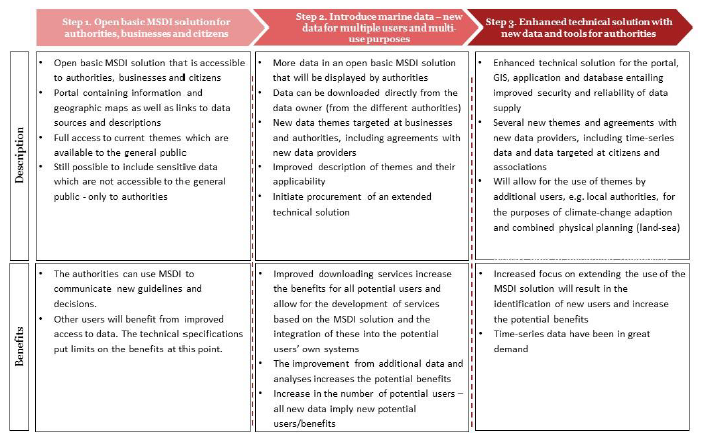 Step 1. Open basic MSDI solution for
authorities, businesses and citizens
Step 2. Introduce marine data – new
data for multiple users and multi-
use purposes
Step 3. Enhanced technical solution with
new data and tools for authorities
Description
• Open basic MSDI solution that is accessible
to authorities, businesses and citizens
• Portal containing information and
geographic maps as well as links to data
sources and descriptions
• Full access to current themes which are
available to the general public
• Still possible to include sensitive data
which are not accessible to the general
public - only to authorities
• More data in an open basic MSDI solution
that will be displayed by authorities
• Data can be downloaded directly from the
data owner (from the different authorities)
• New data themes targeted at businesses
and authorities, including agreements with
new data providers
• Improved description of themes and their
applicability
• Initiate procurement of an extended
technical solution
• Enhanced technical solution for the portal,
GIS, application and database entailing
improved security and reliability of data
supply
• Several new themes and agreements with
new data providers, including time-series
data and data targeted at citizens and
associations
• Will allow for the use of themes by
additional users, e.g. local authorities, for
the purposes of climate-change adaption
and combined physical planning (land-sea)
Benefits
• The authorities can use MSDI to
communicate new guidelines and
decisions.
• Other users will benefit from improved
access to data. The technical specifications
put limits on the benefits at this point.
• Improved downloading services increase
the benefits for all potential users and
allow for the development of services
based on the MSDI solution and the
integration of these into the potential
users' own systems
• The improvement from additional data and
analyses increases the potential benefits
• Increase in the number of potential users –
all new data imply new potential
users/benefits
• Increased focus on extending the use of the
MSDI solution will result in the
identification of new users and increase
the potential benefits
• Time-series data have been in great
demand